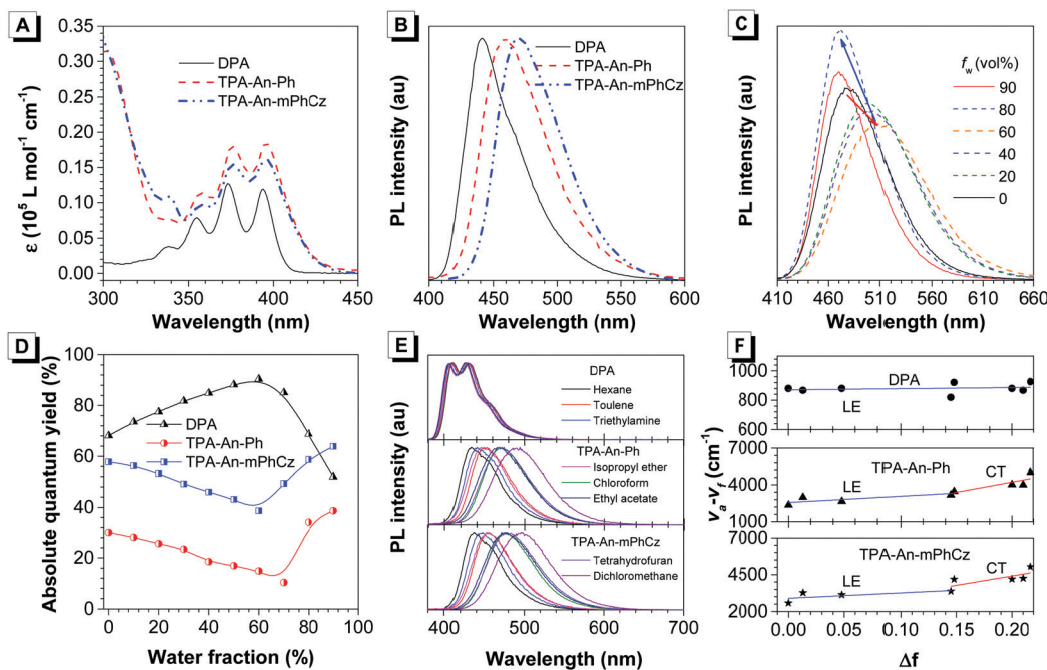 A
0.35
0.30
0.25
0.20
0.15
0.10
0.05
0.00
ε (10⁵ L mol⁻¹ cm⁻¹)
DPA
TPA-An-Ph
TPA-An-mPhCz
300
350
400
450
Wavelength (nm)
B
PL intensity (au)
DPA
TPA-An-Ph
TPA-An-mPhCz
400
450
500
550
600
Wavelength (nm)
C
PL intensity (au)
f_w (vol%)
90
80
60
40
20
0
410
460
510
560
610
660
Wavelength (nm)
D
Absolute quantum yield (%)
100
80
60
40
20
0
DPA
TPA-An-Ph
TPA-An-mPhCz
0
20
40
60
80
100
Water fraction (%)
E
PL intensity (au)
DPA
Hexane
Toulene
Triethylamine
TPA-An-Ph
Isopropyl ether
Chloroform
Ethyl acetate
TPA-An-mPhCz
Tetrahydrofuran
Dichloromethane
400
500
600
700
Wavelength (nm)
F
ν_a-ν_f (cm⁻¹)
1000
800
600
DPA
LE
7000
4000
1000
TPA-An-Ph
LE
CT
7000
4500
2000
TPA-An-mPhCz
LE
CT
0.00
0.05
0.10
0.15
0.20
Δf